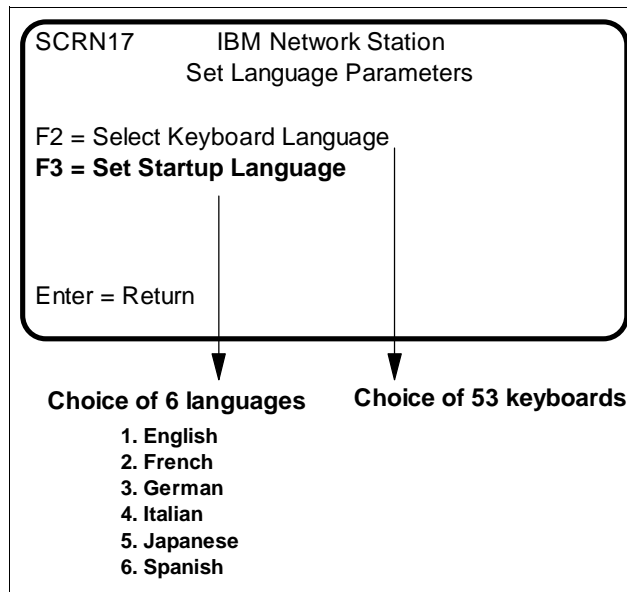 SCRN17 IBM Network Station
Set Language Parameters
F2 = Select Keyboard Language
F3 = Set Startup Language
Enter = Return
Choice of 6 languages
1. English
2. French
3. German
4. Italian
5. Japanese
6. Spanish
Choice of 53 keyboards